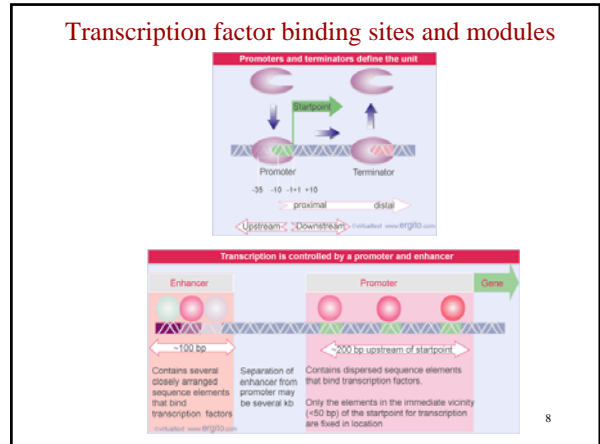 Transcription factor binding sites and modules
Promoters and terminators define the unit
Startpoint
Promoter
Terminator
-35 -10 -1+1 +10
proximal distal
Upstream Downstream ©virtualtext www.ergito.com
Transcription is controlled by a promoter and enhancer
Enhancer
Promoter
Gene
~100 bp
~200 bp upstream of startpoint
Contains several
closely arranged
sequence elements
that bind
transcription factors
Separation of
enhancer from
promoter may
be several kb
Contains dispersed sequence elements
that bind transcription factors.
Only the elements in the immediate vicinity
(<50 bp) of the startpoint for transcription
are fixed in location
©virtualtext www.ergito.com
8